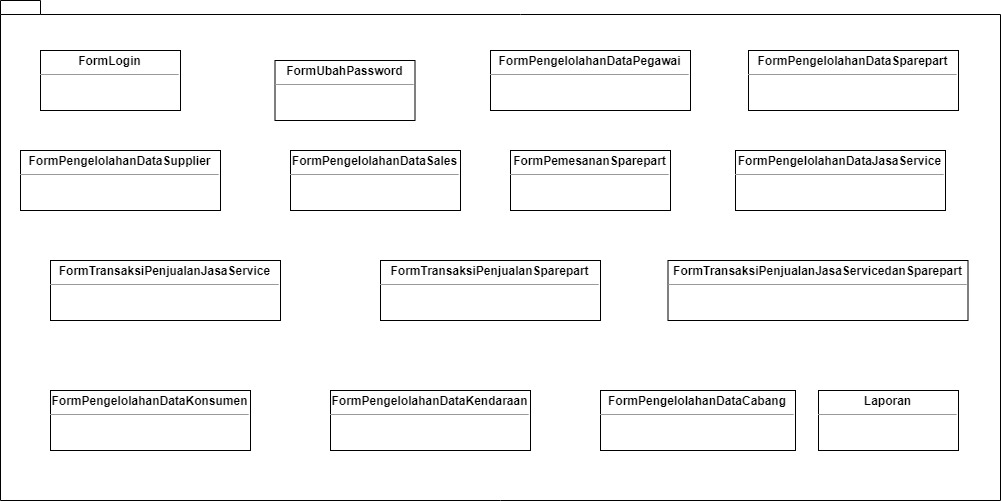 FormLogin
FormUbahPassword
FormPengelolahanDataPegawai
FormPengelolahanDataSparepart
FormPengelolahanDataSupplier
FormPengelolahanDataSales
FormPemesananSparepart
FormPengelolahanDataJasaService
FormTransaksiPenjualanJasaService
FormTransaksiPenjualanSparepart
FormTransaksiPenjualanJasaServicedanSparepart
FormPengelolahanDataKonsumen
FormPengelolahanDataKendaraan
FormPengelolahanDataCabang
Laporan